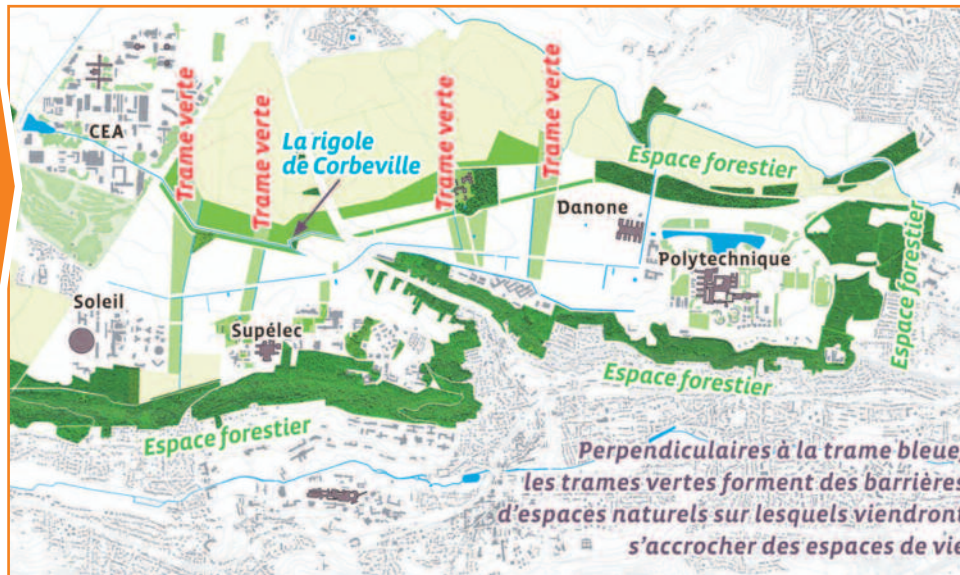 Trame verte
Trame verte
Trame verte
Trame verte
CEA
La rigole
de Corbeville
Espace forestier
Danone
Polytechnique
Espace forestier
Soleil
Supélec
Espace forestier
Espace forestier
Perpendiculaires à la trame bleue,
les trames vertes forment des barrières
d'espaces naturels sur lesquels viendront
s'accrocher des espaces de vie